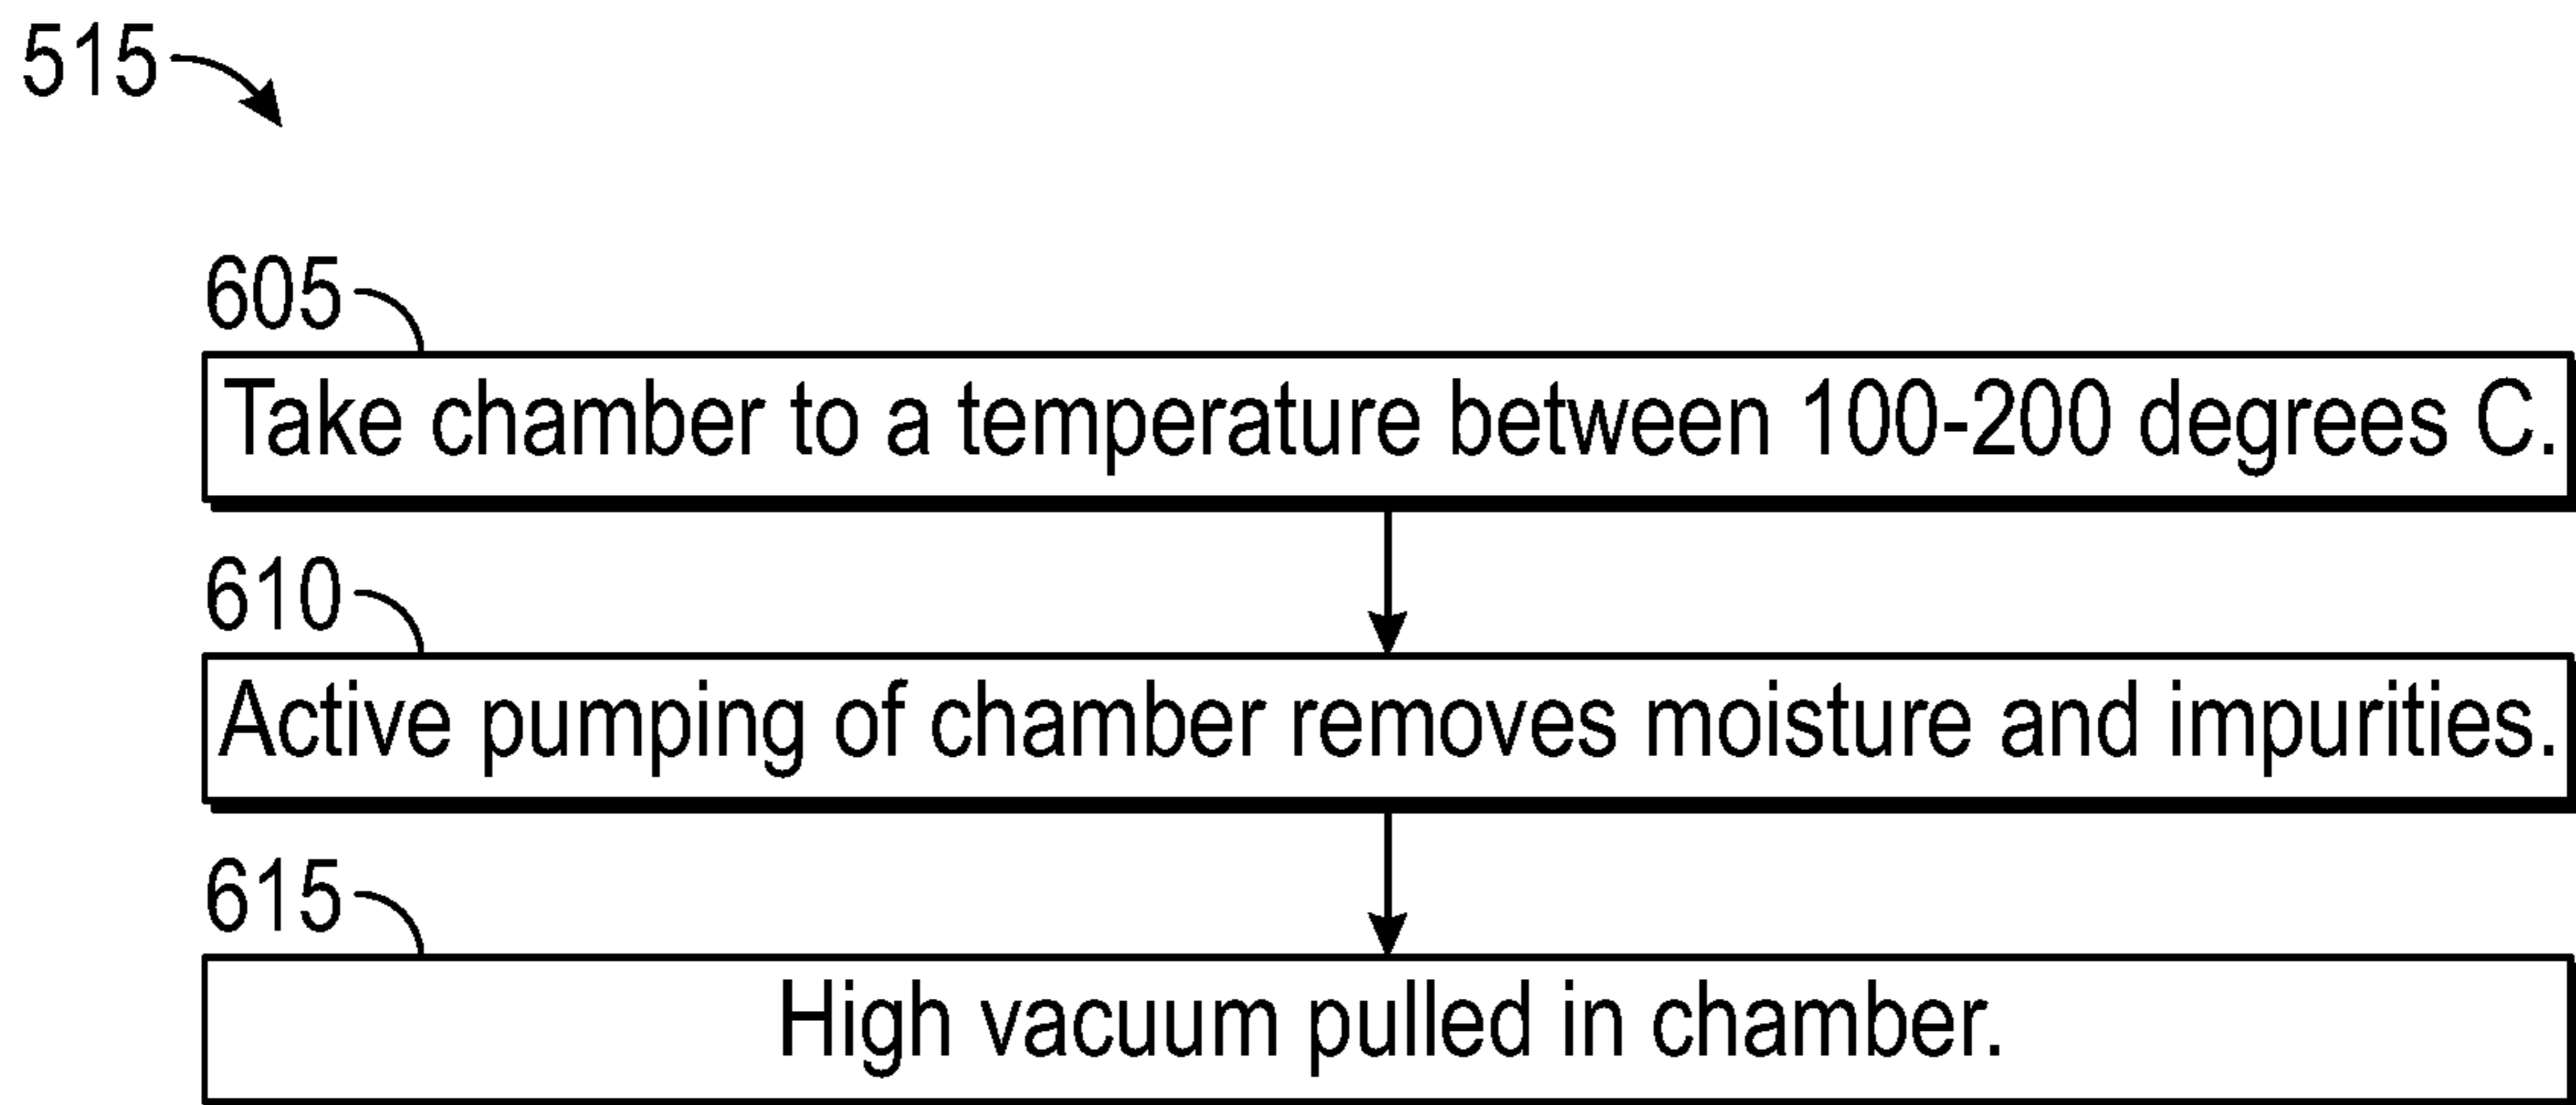 515
605
Take chamber to a temperature between 100-200 degrees C.
610
Active pumping of chamber removes moisture and impurities.
615
High vacuum pulled in chamber.